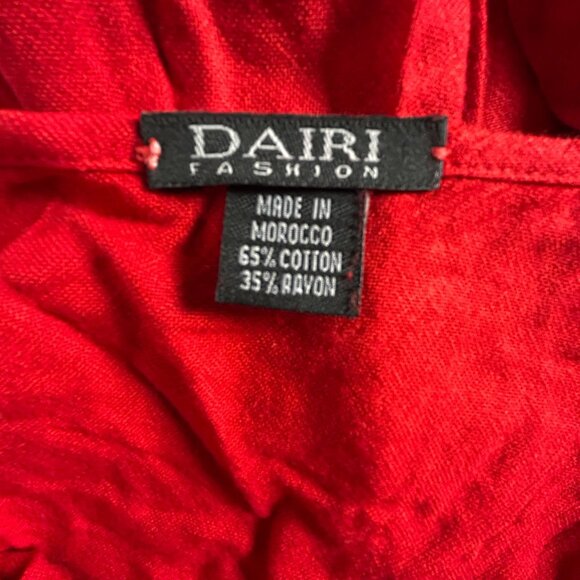 DAIRI
FASHION
MADE IN
MOROCCO
65% COTTON
35% RAYON